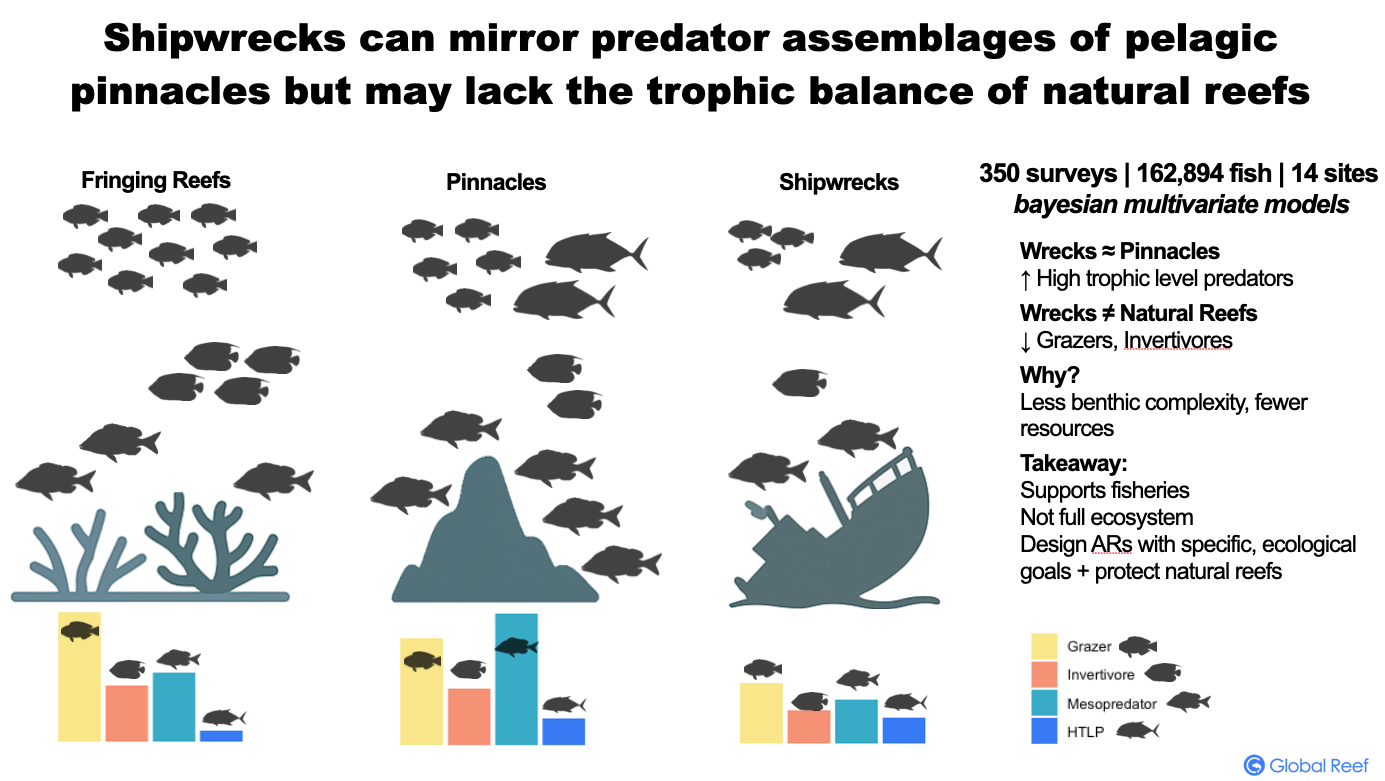 Shipwrecks can mirror predator assemblages of pelagic
pinnacles but may lack the trophic balance of natural reefs
Fringing Reefs
Pinnacles
Shipwrecks
350 surveys | 162,894 fish | 14 sites
bayesian multivariate models
Wrecks ≈ Pinnacles
↑ High trophic level predators
Wrecks ≠ Natural Reefs
↓ Grazers, Invertivores
Why?
Less benthic complexity, fewer
resources
Takeaway:
Supports fisheries
Not full ecosystem
Design ARs with specific, ecological
goals + protect natural reefs
Grazer
Invertivore
Mesopredator
HTLP
Global Reef